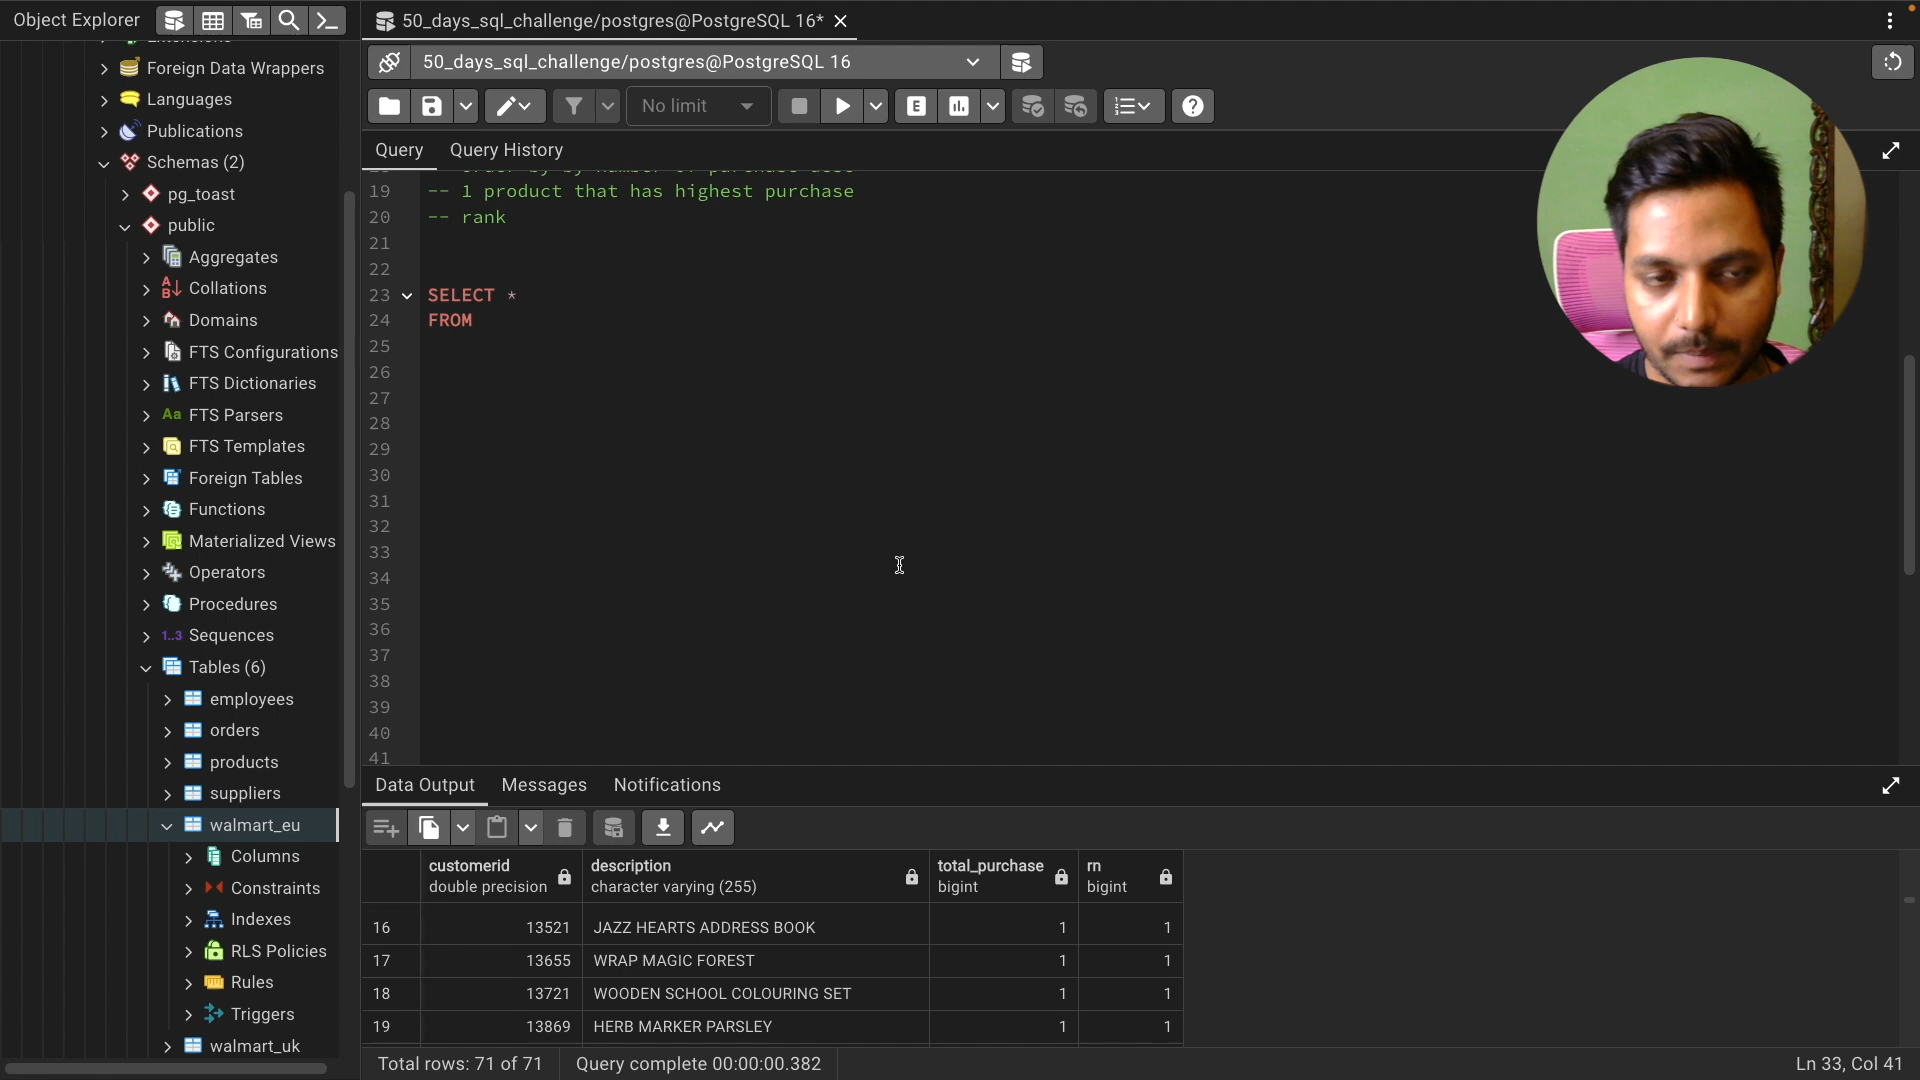 Object Explorer
50_days_sql_challenge/postgres@PostgreSQL 16*
50_days_sql_challenge/postgres@PostgreSQL 16
No limit
Query
Query History
Extensions
Foreign Data Wrappers
Languages
Publications
Schemas (2)
pg_toast
public
Aggregates
Collations
Domains
FTS Configurations
FTS Dictionaries
FTS Parsers
FTS Templates
Foreign Tables
Functions
Materialized Views
Operators
Procedures
1..3 Sequences
Tables (6)
employees
orders
products
suppliers
walmart_eu
Columns
Constraints
Indexes
RLS Policies
Rules
Triggers
walmart_uk
19 -- 1 product that has highest purchase
20 -- rank
21
22
23 SELECT *
24 FROM
25
26
27
28
29
30
31
32
33
34
35
36
37
38
39
40
41
Data Output
Messages
Notifications
customerid description total_purchase rn
double precision character varying (255) bigint bigint
16 13521 JAZZ HEARTS ADDRESS BOOK 1 1
17 13655 WRAP MAGIC FOREST 1 1
18 13721 WOODEN SCHOOL COLOURING SET 1 1
19 13869 HERB MARKER PARSLEY 1 1
Total rows: 71 of 71
Query complete 00:00:00.382
Ln 33, Col 41